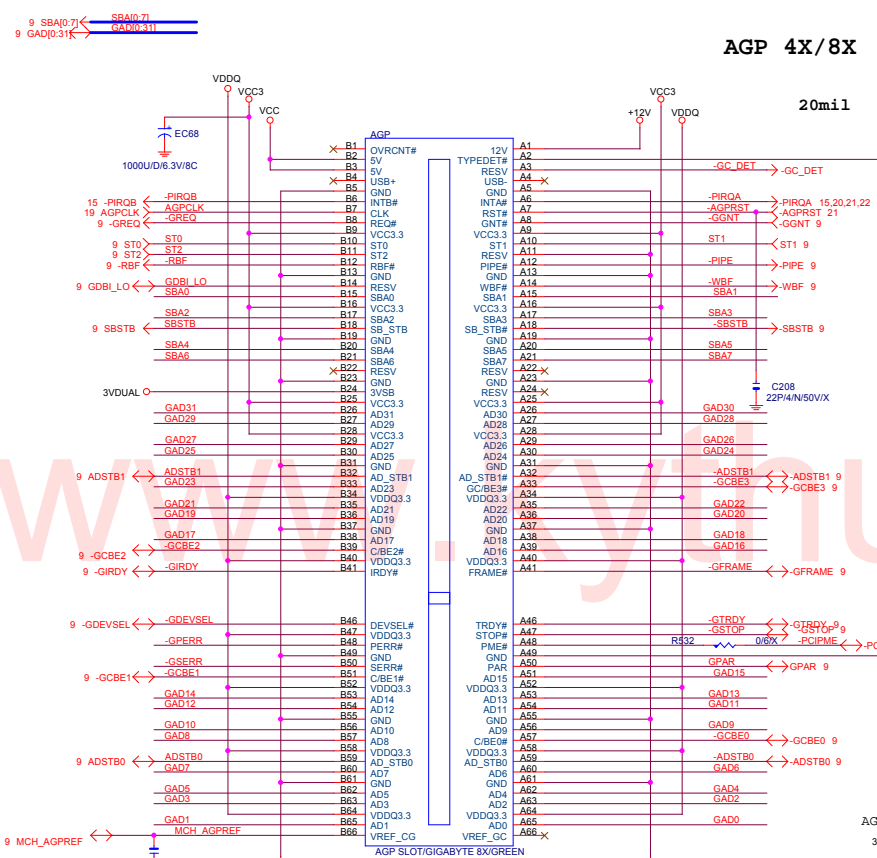 9 SBA[0:7] SBA[0:7]
9 GAD[0:31] GAD[0:31]
AGP 4X/8X
20mil
VDDQ VCC3 VCC VCC3 +12V VDDQ
EC68
1000U/D/6.3V/8C
AGP
B1 OVRCNT# 12V A1
B2 5V TYPEDET# A2
B3 5V RESV A3 -GC_DET -GC_DET
B4 USB+ USB- A4
B5 GND GND A5
15 -PIRQB -PIRQB B6 INTB# INTA# A6 -PIRQA -PIRQA 15,20,21,22
19 AGPCLK AGPCLK B7 CLK RST# A7 -AGPRST -AGPRST 21
9 -GREQ -GREQ B8 REQ# GNT# A8 -GGNT -GGNT 9
B9 VCC3.3 VCC3.3 A9
9 ST0 ST0 B10 ST0 ST1 A10 ST1 ST1 9
9 ST2 ST2 B11 ST2 RESV A11
9 -RBF -RBF B12 RBF# PIPE# A12 -PIPE -PIPE 9
B13 GND GND A13
9 GDBI_LO GDBI_LO B14 RESV WBF# A14 -WBF -WBF 9
SBA0 B15 SBA0 SBA1 A15 SBA1
B16 VCC3.3 VCC3.3 A16
SBA2 B17 SBA2 SBA3 A17 SBA3
9 SBSTB SBSTB B18 SB_STB SB_STB# A18 -SBSTB -SBSTB 9
B19 GND GND A19
SBA4 B20 SBA4 SBA5 A20 SBA5
SBA6 B21 SBA6 SBA7 A21 SBA7
B22 RESV RESV A22
B23 GND GND A23
3VDUAL B24 3VSB RESV A24
C208
22P/4/N/50V/X
B25 VCC3.3 VCC3.3 A25
GAD31 B26 AD31 AD30 A26 GAD30
GAD29 B27 AD29 AD28 A27 GAD28
B28 VCC3.3 VCC3.3 A28
GAD27 B29 AD27 AD26 A29 GAD26
GAD25 B30 AD25 AD24 A30 GAD24
B31 GND GND A31
9 ADSTB1 ADSTB1 B32 AD_STB1 AD_STB1# A32 -ADSTB1 -ADSTB1 9
GAD23 B33 AD23 GC/BE3# A33 -GCBE3 -GCBE3 9
B34 VDDQ3.3 VDDQ3.3 A34
GAD21 B35 AD21 AD22 A35 GAD22
GAD19 B36 AD19 AD20 A36 GAD20
B37 GND GND A37
GAD17 B38 AD17 AD18 A38 GAD18
9 -GCBE2 -GCBE2 B39 C/BE2# AD16 A39 GAD16
B40 VDDQ3.3 VDDQ3.3 A40
9 -GIRDY -GIRDY B41 IRDY# FRAME# A41 -GFRAME -GFRAME 9
www.kythu
9 -GDEVSEL -GDEVSEL B46 DEVSEL# TRDY# A46 -GTRDY -GTRDY 9
B47 VDDQ3.3 STOP# A47 -GSTOP -GSTOP 9
-GPERR B48 PERR# PME# A48 R532 0/6/X -PCIPME -PC
B49 GND GND A49
-GSERR B50 SERR# PAR A50 GPAR GPAR 9
9 -GCBE1 -GCBE1 B51 C/BE1# AD15 A51 GAD15
B52 VDDQ3.3 VDDQ3.3 A52
GAD14 B53 AD14 AD13 A53 GAD13
GAD12 B54 AD12 AD11 A54 GAD11
B55 GND GND A55
GAD10 B56 AD10 AD9 A56 GAD9
GAD8 B57 AD8 C/BE0# A57 -GCBE0 -GCBE0 9
B58 VDDQ3.3 VDDQ3.3 A58
9 ADSTB0 ADSTB0 B59 AD_STB0 AD_STB0 A59 -ADSTB0 -ADSTB0 9
GAD7 B60 AD7 AD6 A60 GAD6
B61 GND GND A61
GAD5 B62 AD5 AD4 A62 GAD4
GAD3 B63 AD3 AD2 A63 GAD2
B64 VDDQ3.3 VDDQ3.3 A64
GAD1 B65 AD1 AD0 A65 GAD0
AG
9 MCH_AGPREF MCH_AGPREF B66 VREF_CG VREF_GC A66
3
AGP SLOT/GIGABYTE 8X/GREEN